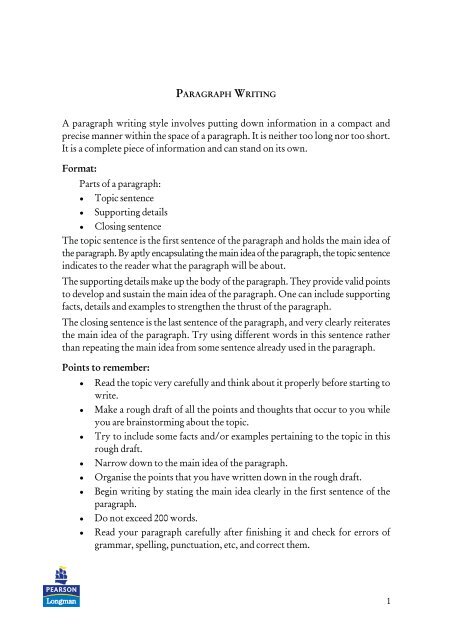 PARAGRAPH WRITING
A paragraph writing style involves putting down information in a compact and
precise manner within the space of a paragraph. It is neither too long nor too short.
It is a complete piece of information and can stand on its own.
Format:
Parts of a paragraph:
• Topic sentence
• Supporting details
• Closing sentence
The topic sentence is the first sentence of the paragraph and holds the main idea of
the paragraph. By aptly encapsulating the main idea of the paragraph, the topic sentence
indicates to the reader what the paragraph will be about.
The supporting details make up the body of the paragraph. They provide valid points
to develop and sustain the main idea of the paragraph. One can include supporting
facts, details and examples to strengthen the thrust of the paragraph.
The closing sentence is the last sentence of the paragraph, and very clearly reiterates
the main idea of the paragraph. Try using different words in this sentence rather
than repeating the main idea from some sentence already used in the paragraph.
Points to remember:
• Read the topic very carefully and think about it properly before starting to
write.
• Make a rough draft of all the points and thoughts that occur to you while
you are brainstorming about the topic.
• Try to include some facts and/or examples pertaining to the topic in this
rough draft.
• Narrow down to the main idea of the paragraph.
• Organise the points that you have written down in the rough draft.
• Begin writing by stating the main idea clearly in the first sentence of the
paragraph.
• Do not exceed 200 words.
• Read your paragraph carefully after finishing it and check for errors of
grammar, spelling, punctuation, etc, and correct them.
PEARSON
Longman
1